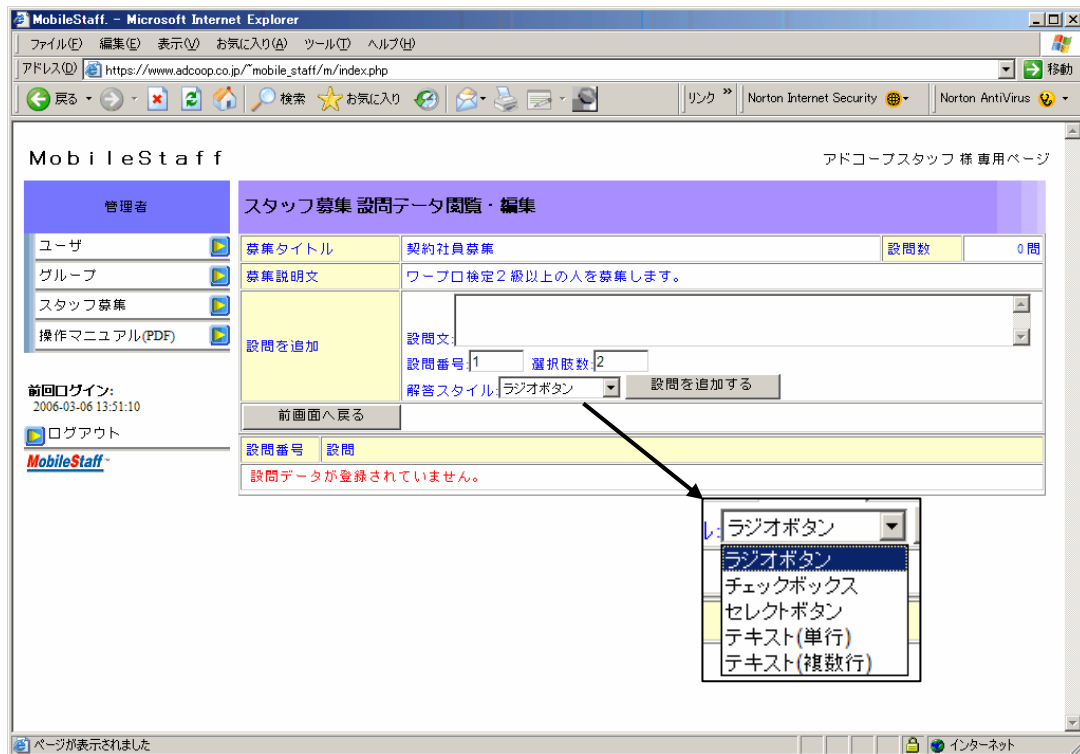 MobileStaff. - Microsoft Internet Explorer
ファイル(F) 編集(E) 表示(V) お気に入り(A) ツール(T) ヘルプ(H)
アドレス(D) https://www.adcoop.co.jp/~mobile_staff/m/index.php 移動
戻る 検索 お気に入り リンク » Norton Internet Security Norton AntiVirus
MobileStaff
アドコープスタッフ 様 専用ページ
管理者
スタッフ募集 設問データ閲覧・編集
ユーザ
グループ
スタッフ募集
操作マニュアル(PDF)
前回ログイン:
2006-03-06 13:51:10
ログアウト
MobileStaff
募集タイトル 契約社員募集 設問数 0問
募集説明文 ワープロ検定2級以上の人を募集します。
設問を追加
設問文:
設問番号:1 選択肢数:2
解答スタイル:ラジオボタン 設問を追加する
前画面へ戻る
設問番号 設問
設問データが登録されていません。
ル:ラジオボタン
ラジオボタン
チェックボックス
セレクトボタン
テキスト(単行)
テキスト(複数行)
ページが表示されました インターネット